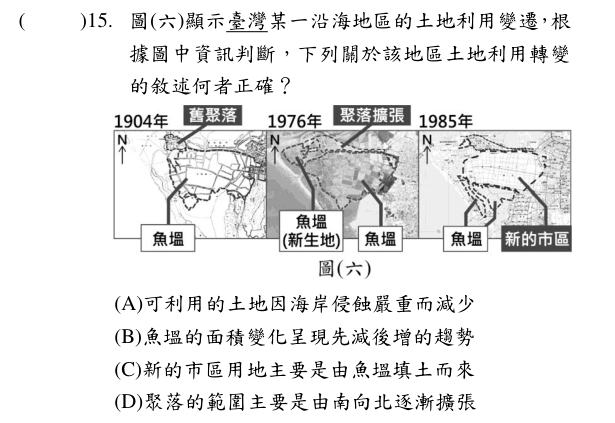 (        )15. 圖(六)顯示臺灣某一沿海地區的土地利用變遷，根
據圖中資訊判斷，下列關於該地區土地利用轉變
的敘述何者正確？
1904年 舊聚落 1976年 聚落擴張 1985年
N N N
魚塭 魚塭(新生地) 魚塭 魚塭 新的市區
圖(六)
(A)可利用的土地因海岸侵蝕嚴重而減少
(B)魚塭的面積變化呈現先減後增的趨勢
(C)新的市區用地主要是由魚塭填土而來
(D)聚落的範圍主要是由南向北逐漸擴張